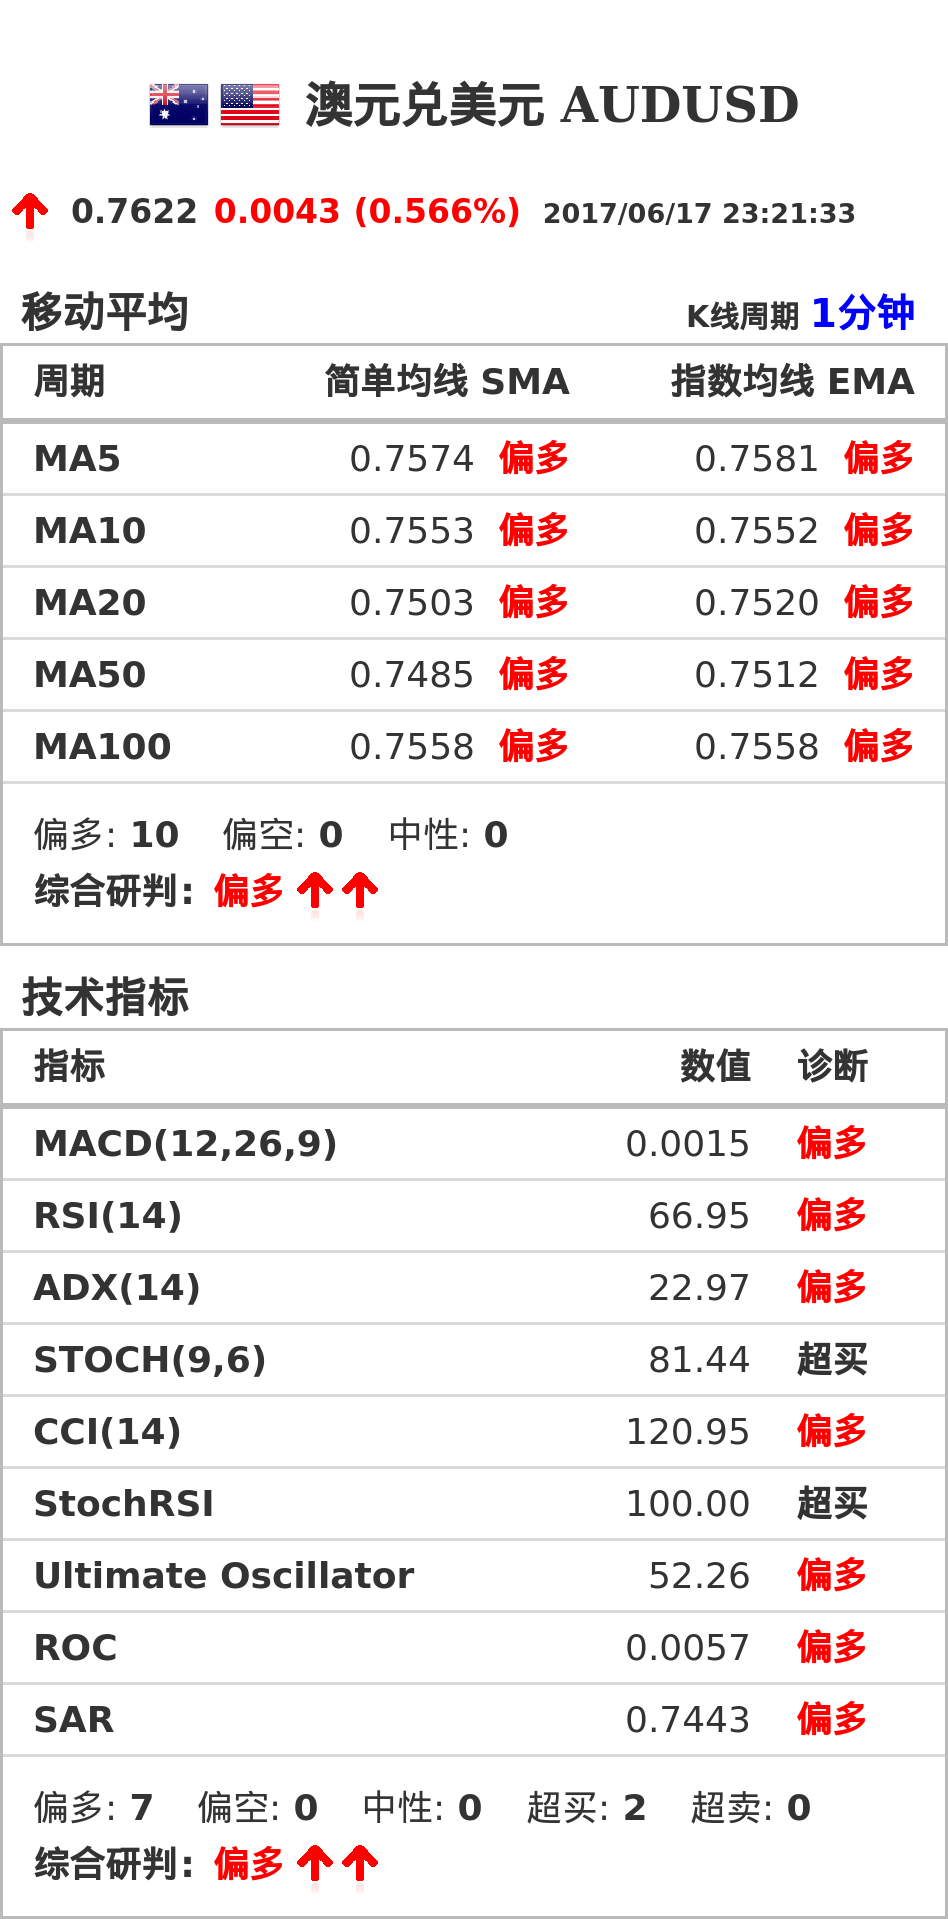 澳元兑美元 AUDUSD
0.7622 0.0043 (0.566%) 2017/06/17 23:21:33
移动平均 K线周期 1分钟
周期 简单均线 SMA 指数均线 EMA
MA5 0.7574 偏多 0.7581 偏多
MA10 0.7553 偏多 0.7552 偏多
MA20 0.7503 偏多 0.7520 偏多
MA50 0.7485 偏多 0.7512 偏多
MA100 0.7558 偏多 0.7558 偏多
偏多: 10 偏空: 0 中性: 0
综合研判: 偏多
技术指标
指标 数值 诊断
MACD(12,26,9) 0.0015 偏多
RSI(14) 66.95 偏多
ADX(14) 22.97 偏多
STOCH(9,6) 81.44 超买
CCI(14) 120.95 偏多
StochRSI 100.00 超买
Ultimate Oscillator 52.26 偏多
ROC 0.0057 偏多
SAR 0.7443 偏多
偏多: 7 偏空: 0 中性: 0 超买: 2 超卖: 0
综合研判: 偏多